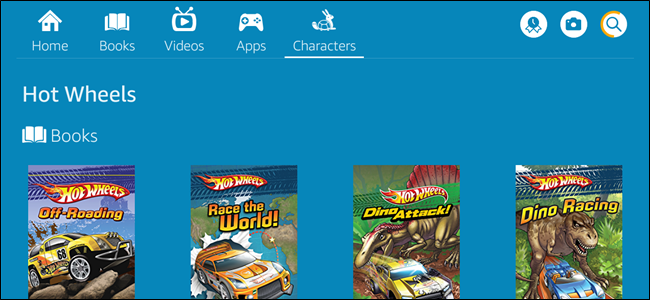 Home Books Videos Apps Characters
Hot Wheels
Books
HOT WHEELS
Off-Roading
68
HOT WHEELS
Race the
World!
HOT WHEELS
Dino Attack!
HOT WHEELS
Dino Racing